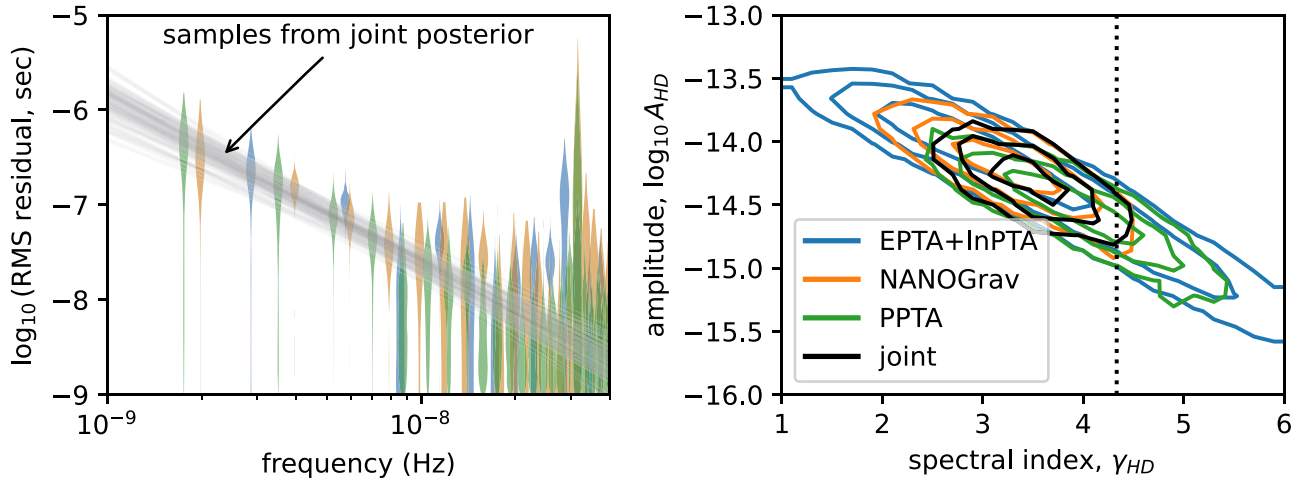 samples from joint posterior
log₁₀ (RMS residual, sec)
−5
−6
−7
−8
−9
10⁻⁹
10⁻⁸
frequency (Hz)
amplitude, log₁₀ A_HD
−13.0
−13.5
−14.0
−14.5
−15.0
−15.5
−16.0
EPTA+InPTA
NANOGrav
PPTA
joint
1
2
3
4
5
6
spectral index, γ_HD